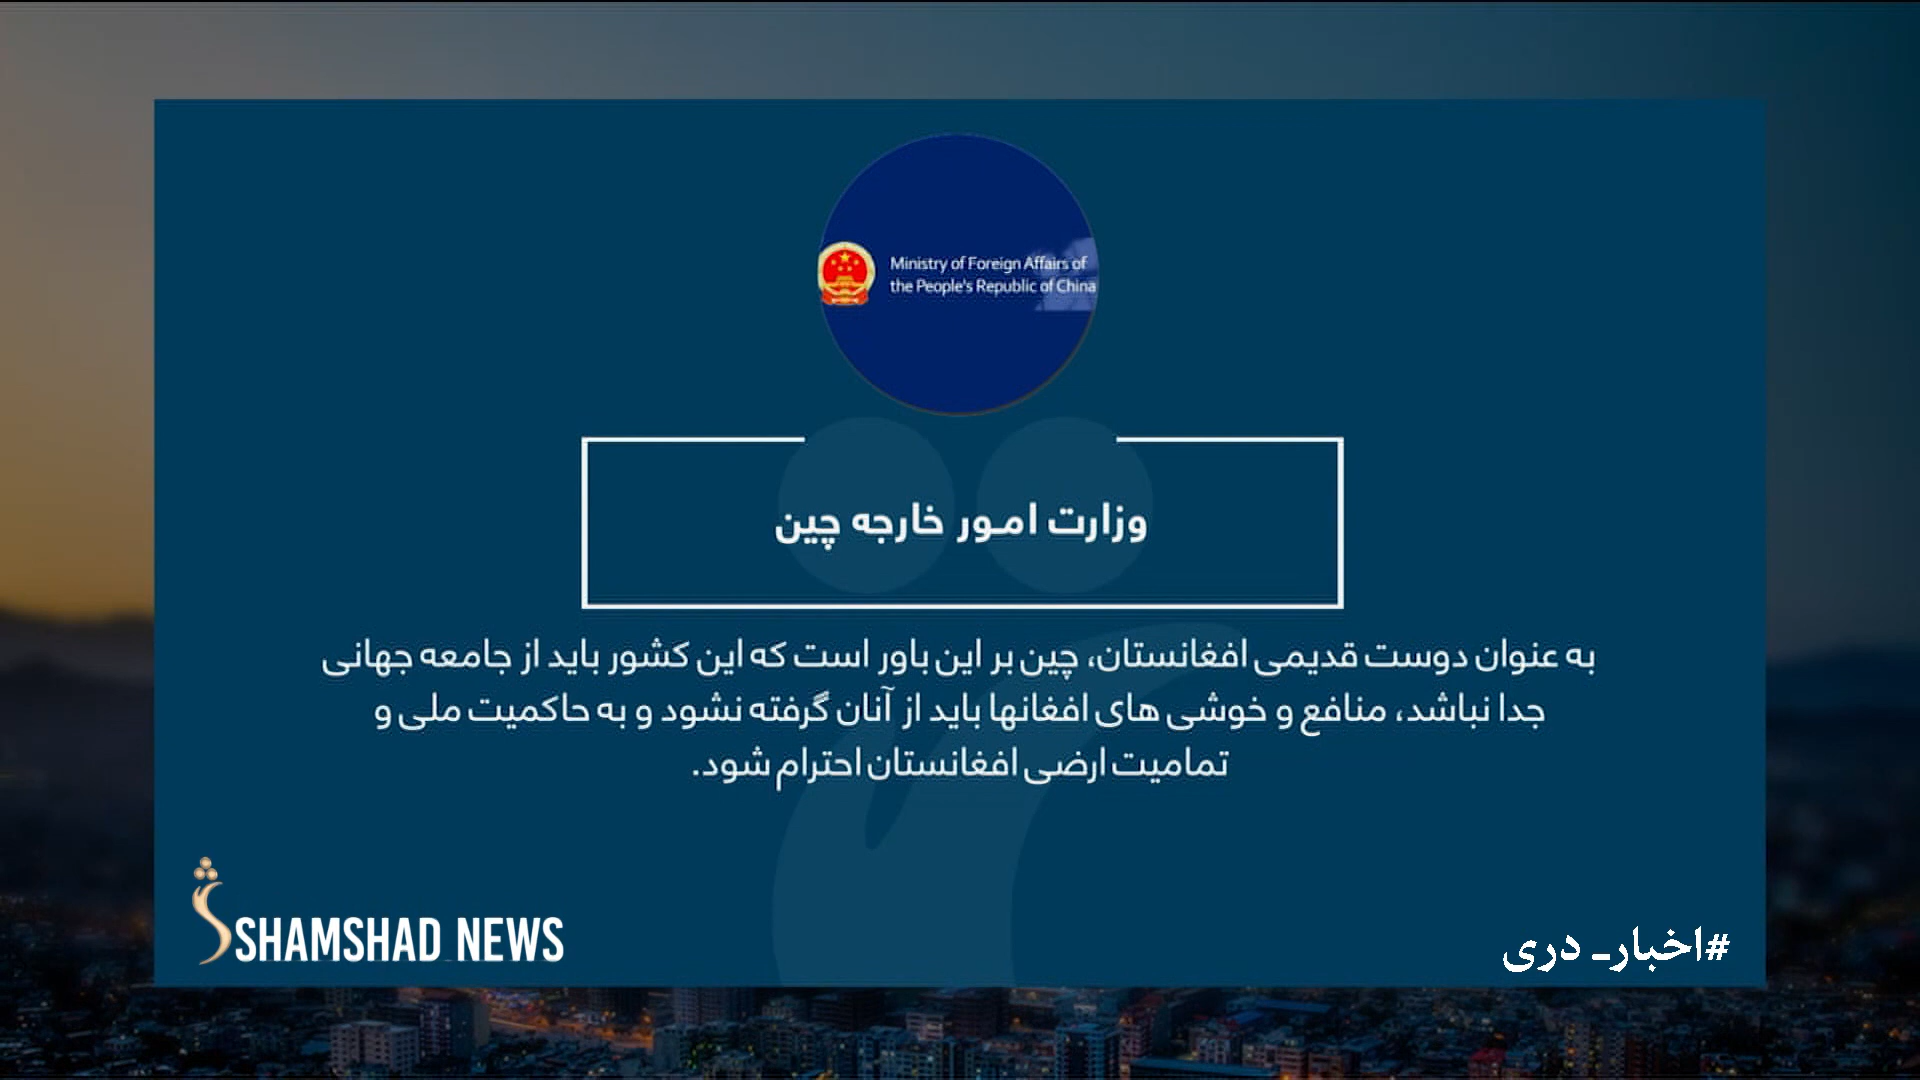 Ministry of Foreign Affairs of
the People's Republic of China
وزارت امور خارجه چین
به عنوان دوست قدیمی افغانستان، چین بر این باور است که این کشور باید از جامعه جهانی
جدا نباشد، منافع و خوشی های افغانها باید از آنان گرفته نشود و به حاکمیت ملی و
تمامیت ارضی افغانستان احترام شود.
SHAMSHAD NEWS
#اخبارـ دری